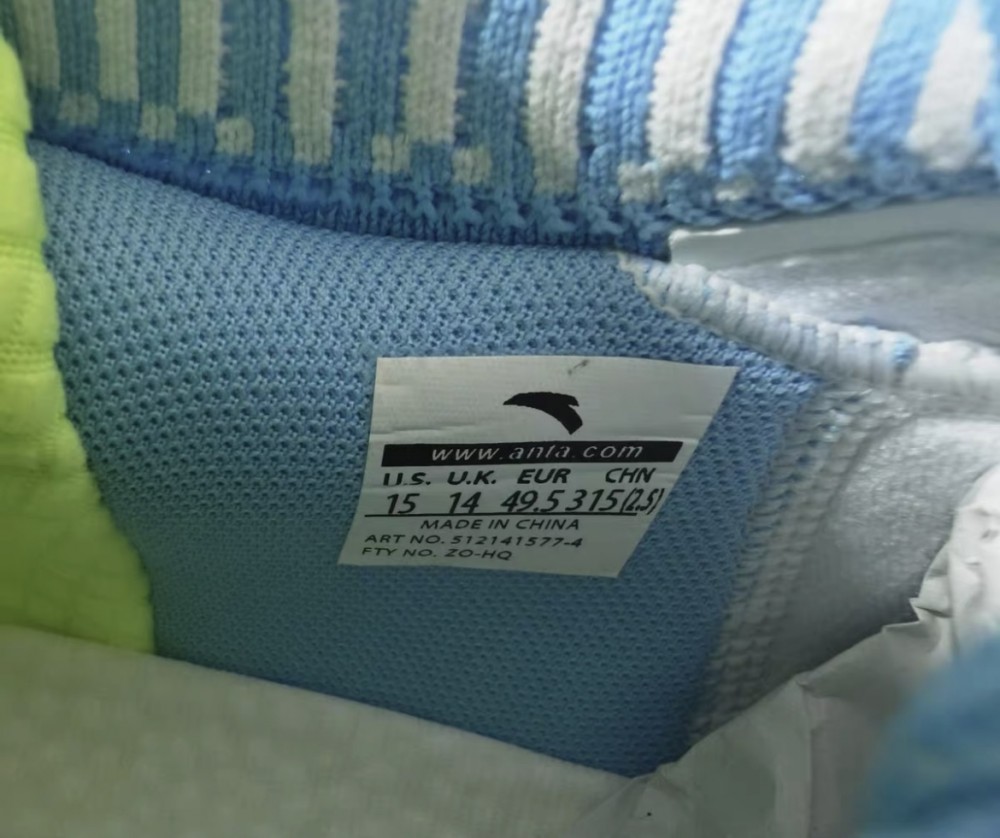 www.anta.com
U.S. U.K. EUR CHN
15 14 49.5 315(2.5)
MADE IN CHINA
ART NO. 512141577-4
FTY NO. ZO-HQ